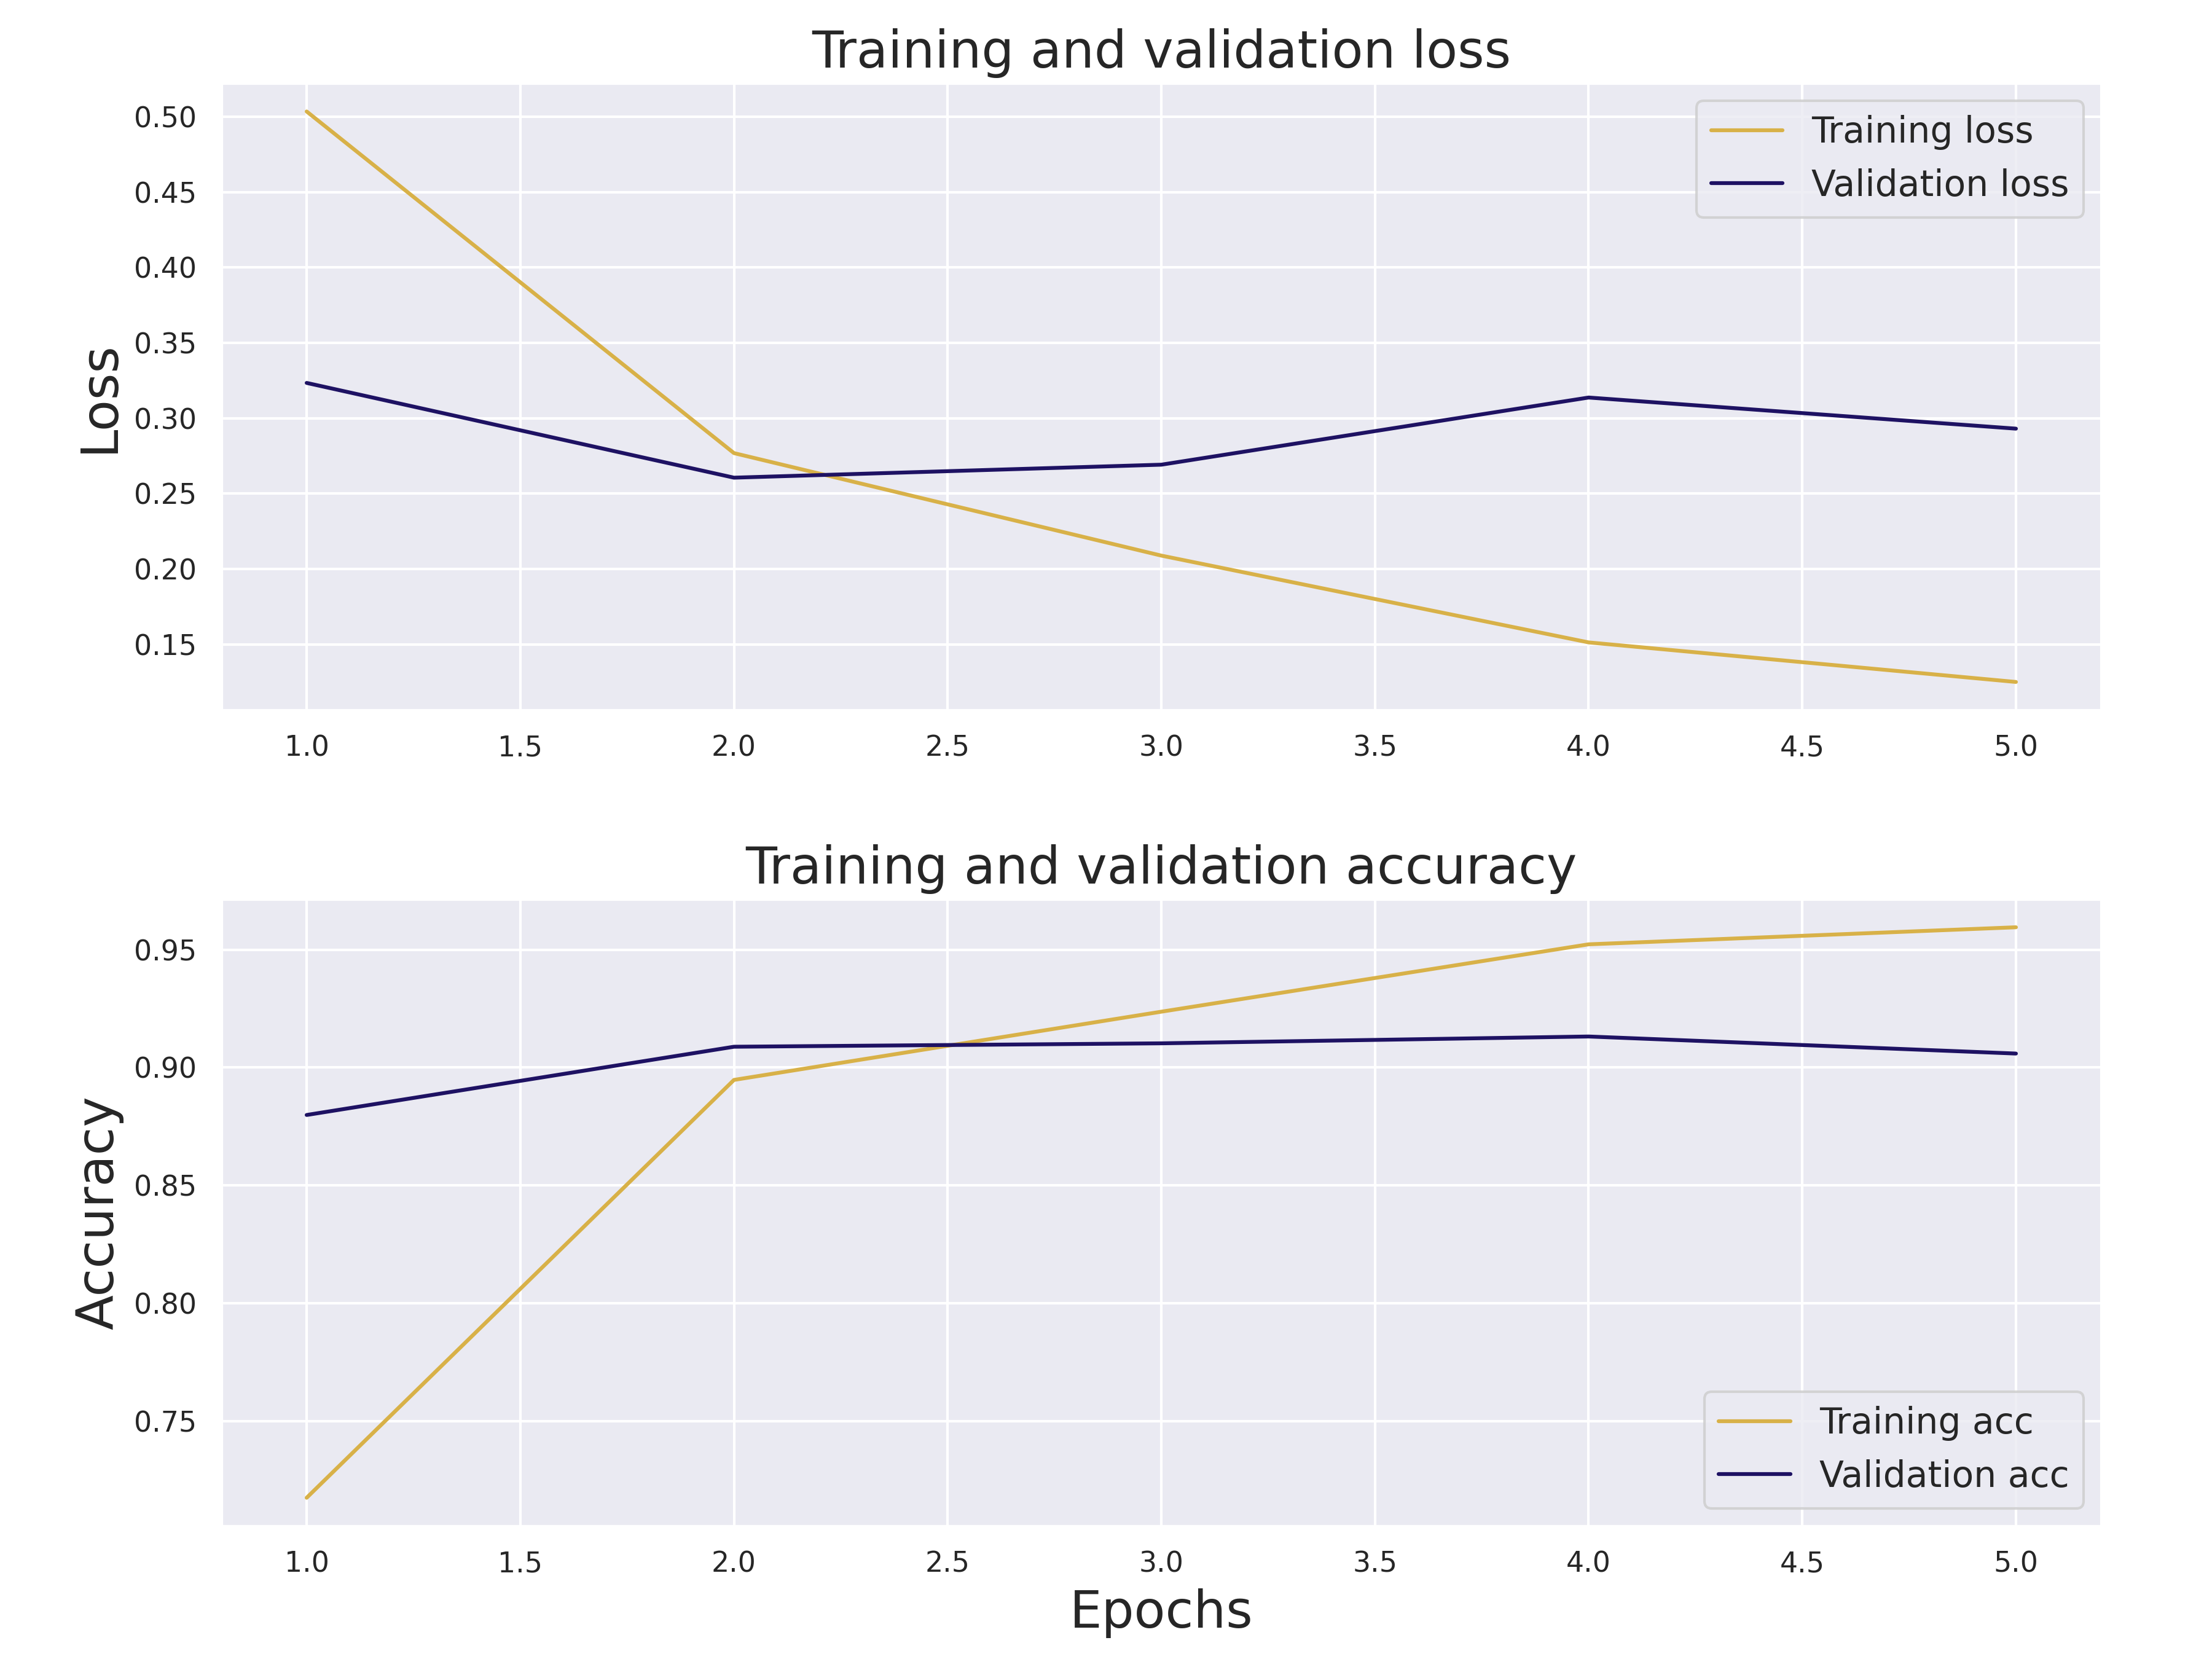 Training and validation loss
0.50
0.45
0.40
0.35
0.30
0.25
0.20
0.15
Loss
Training loss
Validation loss
1.0 1.5 2.0 2.5 3.0 3.5 4.0 4.5 5.0
Training and validation accuracy
0.95
0.90
0.85
0.80
0.75
Accuracy
Training acc
Validation acc
1.0 1.5 2.0 2.5 3.0 3.5 4.0 4.5 5.0
Epochs